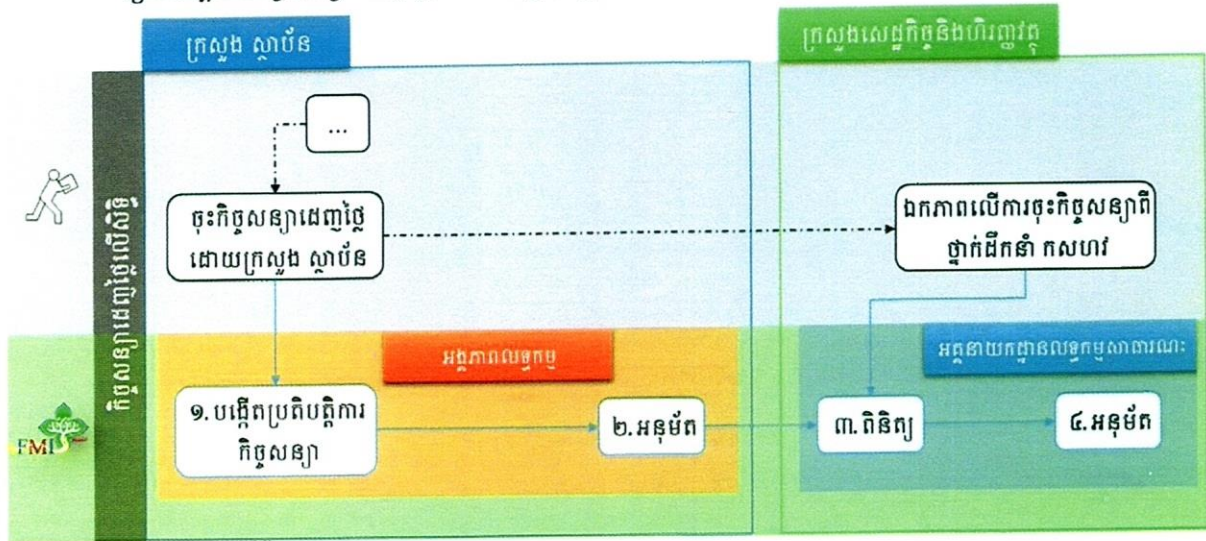 ក្រសួង ស្ថាប័ន
ក្រសួងសេដ្ឋកិច្ចនិងហិរញ្ញវត្ថុ
កិច្ចសន្យាដេញថ្លៃលើសិទ្ធិ
...
ចុះកិច្ចសន្យាដេញថ្លៃ
ដោយក្រសួង ស្ថាប័ន
ឯកភាពលើការចុះកិច្ចសន្យាពី
ថ្នាក់ដឹកនាំ កសហវ
អង្គភាពលទ្ធកម្ម
អគ្គនាយកដ្ឋានលទ្ធកម្មសាធារណៈ
១. បង្កើតប្រតិបត្តិការ
កិច្ចសន្យា
២. អនុម័ត
៣. ពិនិត្យ
៤. អនុម័ត
FMIS